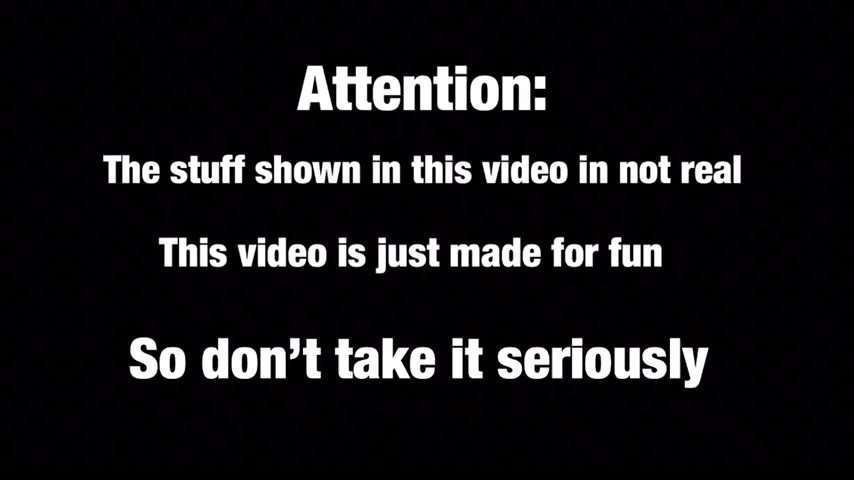 Attention:
The stuff shown in this video in not real
This video is just made for fun
So don’t take it seriously